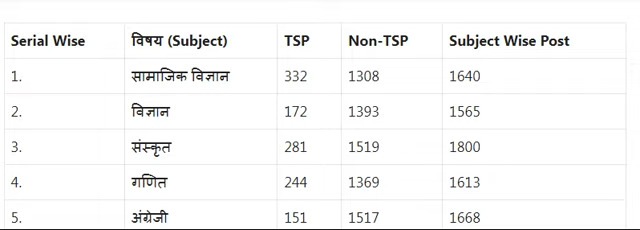 Serial Wise विषय (Subject) TSP Non-TSP Subject Wise Post
1. सामाजिक विज्ञान 332 1308 1640
2. विज्ञान 172 1393 1565
3. संस्कृत 281 1519 1800
4. गणित 244 1369 1613
5. अंग्रेजी 151 1517 1668